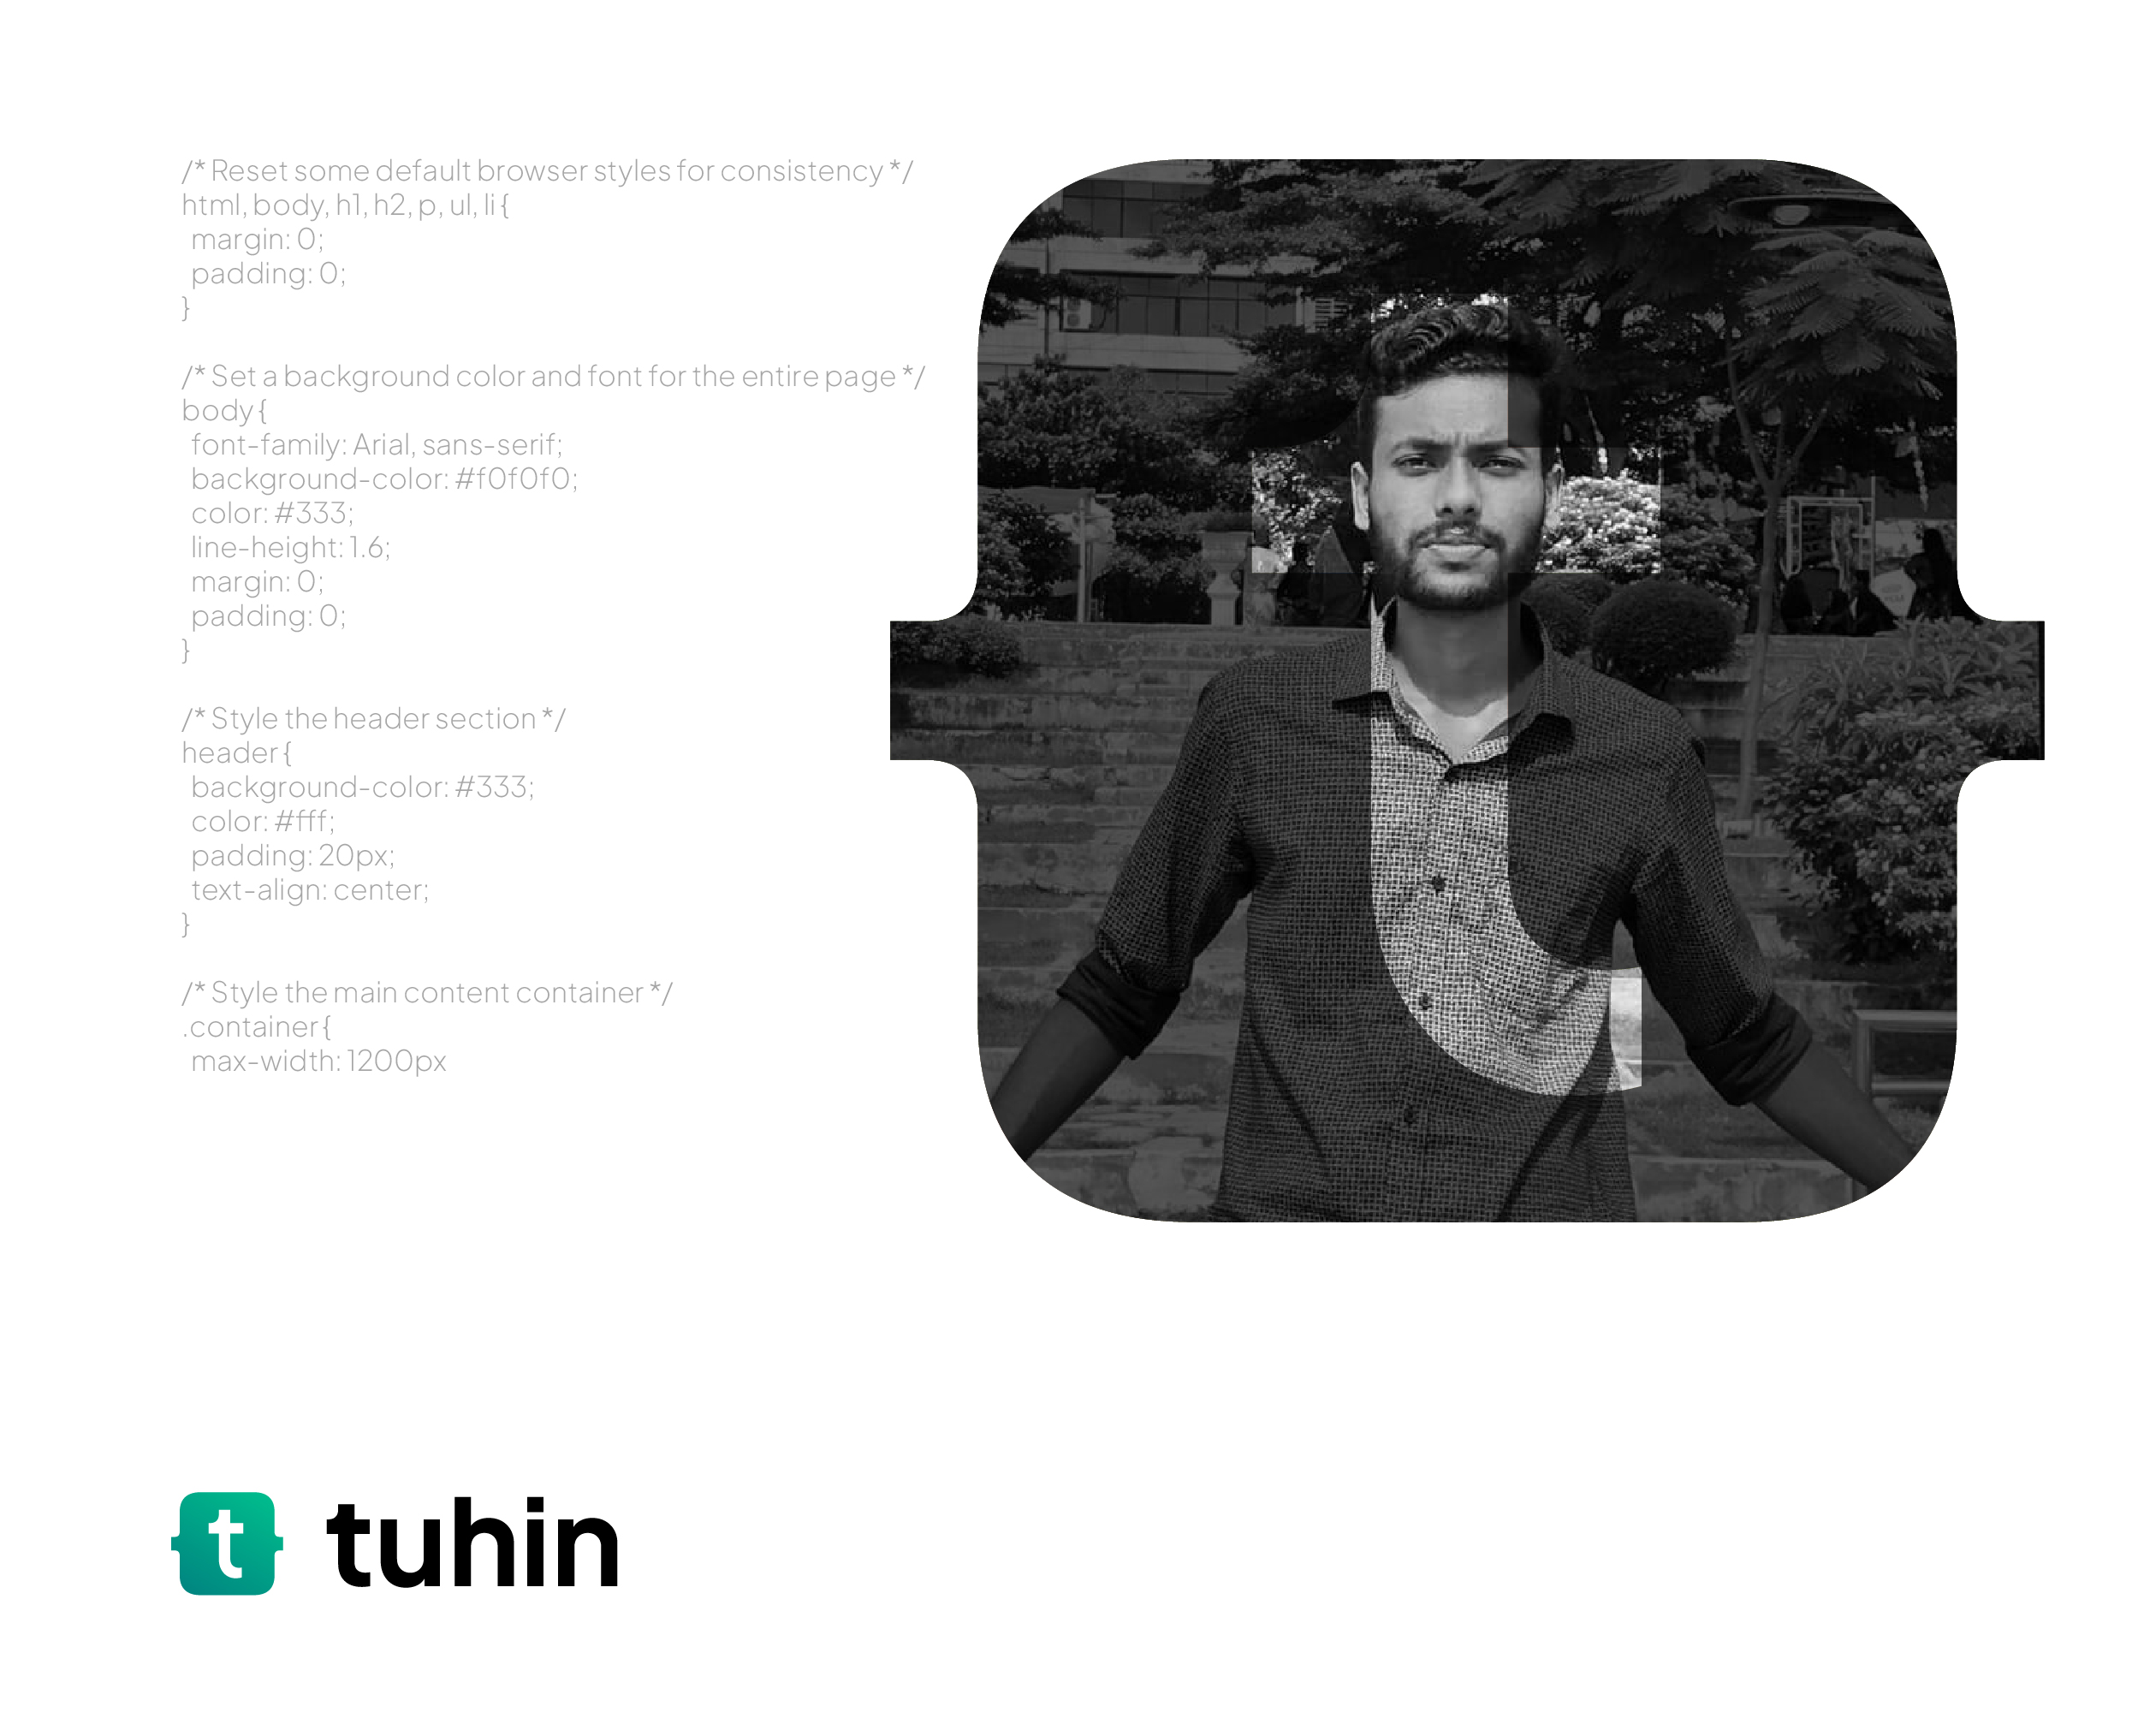 /* Reset some default browser styles for consistency */
html, body, h1, h2, p, ul, li {
  margin: 0;
  padding: 0;
}

/* Set a background color and font for the entire page */
body {
  font-family: Arial, sans-serif;
  background-color: #f0f0f0;
  color: #333;
  line-height: 1.6;
  margin: 0;
  padding: 0;
}

/* Style the header section */
header {
  background-color: #333;
  color: #fff;
  padding: 20px;
  text-align: center;
}

/* Style the main content container */
.container {
  max-width: 1200px
t
t tuhin